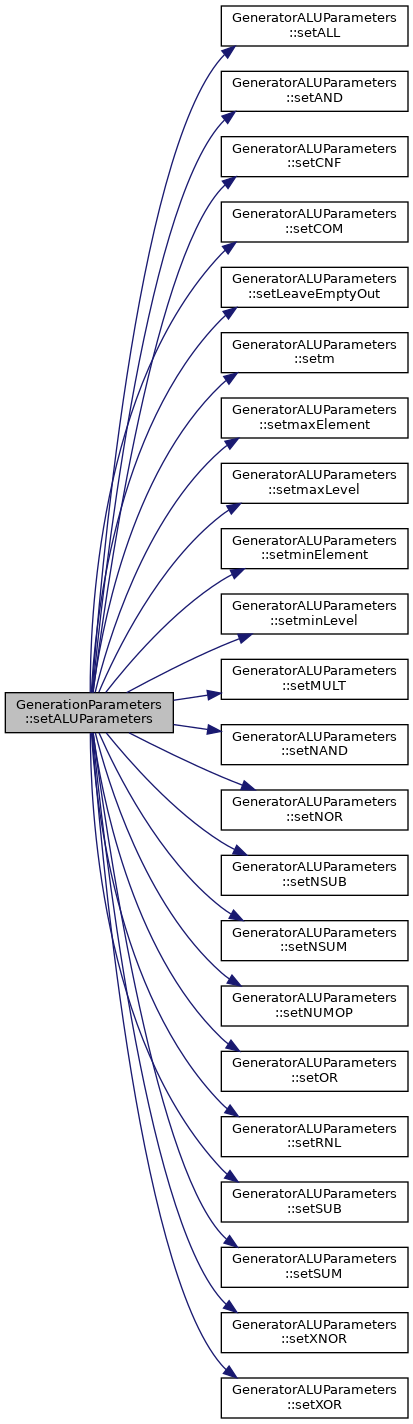 GeneratorALUParameters
::setALL
GeneratorALUParameters
::setAND
GeneratorALUParameters
::setCNF
GeneratorALUParameters
::setCOM
GeneratorALUParameters
::setLeaveEmptyOut
GeneratorALUParameters
::setm
GeneratorALUParameters
::setmaxElement
GeneratorALUParameters
::setmaxLevel
GeneratorALUParameters
::setminElement
GeneratorALUParameters
::setminLevel
GeneratorALUParameters
::setMULT
GenerationParameters
::setALUParameters
GeneratorALUParameters
::setNAND
GeneratorALUParameters
::setNOR
GeneratorALUParameters
::setNSUB
GeneratorALUParameters
::setNSUM
GeneratorALUParameters
::setNUMOP
GeneratorALUParameters
::setOR
GeneratorALUParameters
::setRNL
GeneratorALUParameters
::setSUB
GeneratorALUParameters
::setSUM
GeneratorALUParameters
::setXNOR
GeneratorALUParameters
::setXOR